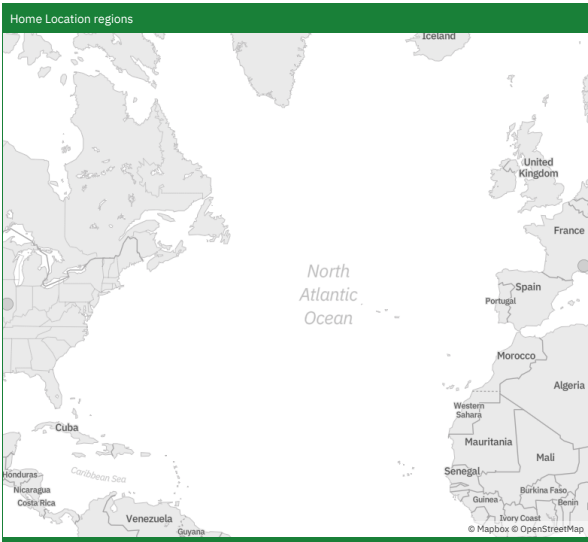 Home Location regions
Iceland
United
Kingdom
France
North
Atlantic
Ocean
Spain
Portugal
Morocco
Algeria
Western
Sahara
Cuba
Mauritania
Mali
Caribbean Sea
Honduras
Senegal
Nicaragua
Burkina Faso
Costa Rica
Guinea
Benin
Venezuela
Ivory Coast
Guyana
© Mapbox © OpenStreetMap